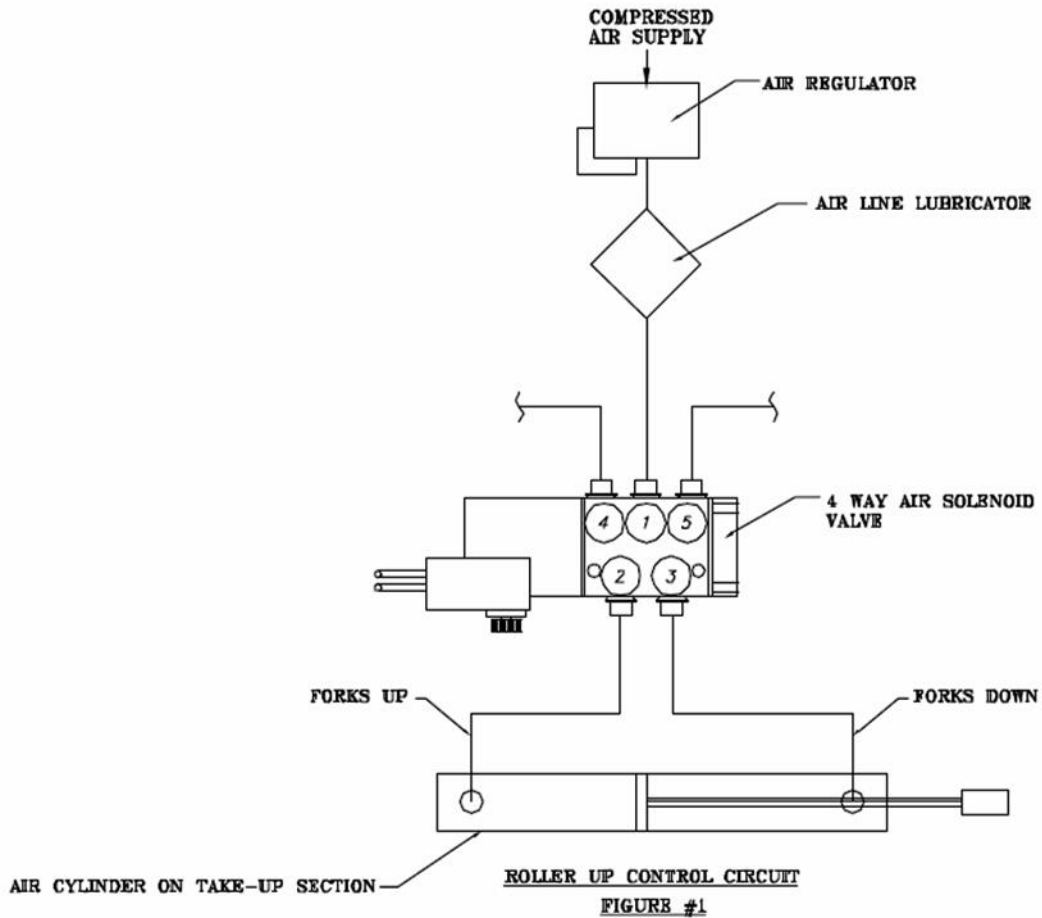 COMPRESSED
AIR SUPPLY
AIR REGULATOR
AIR LINE LUBRICATOR
4 WAY AIR SOLENOID
VALVE
4 1 5
2 3
FORKS UP
FORKS DOWN
AIR CYLINDER ON TAKE-UP SECTION
ROLLER UP CONTROL CIRCUIT
FIGURE #1